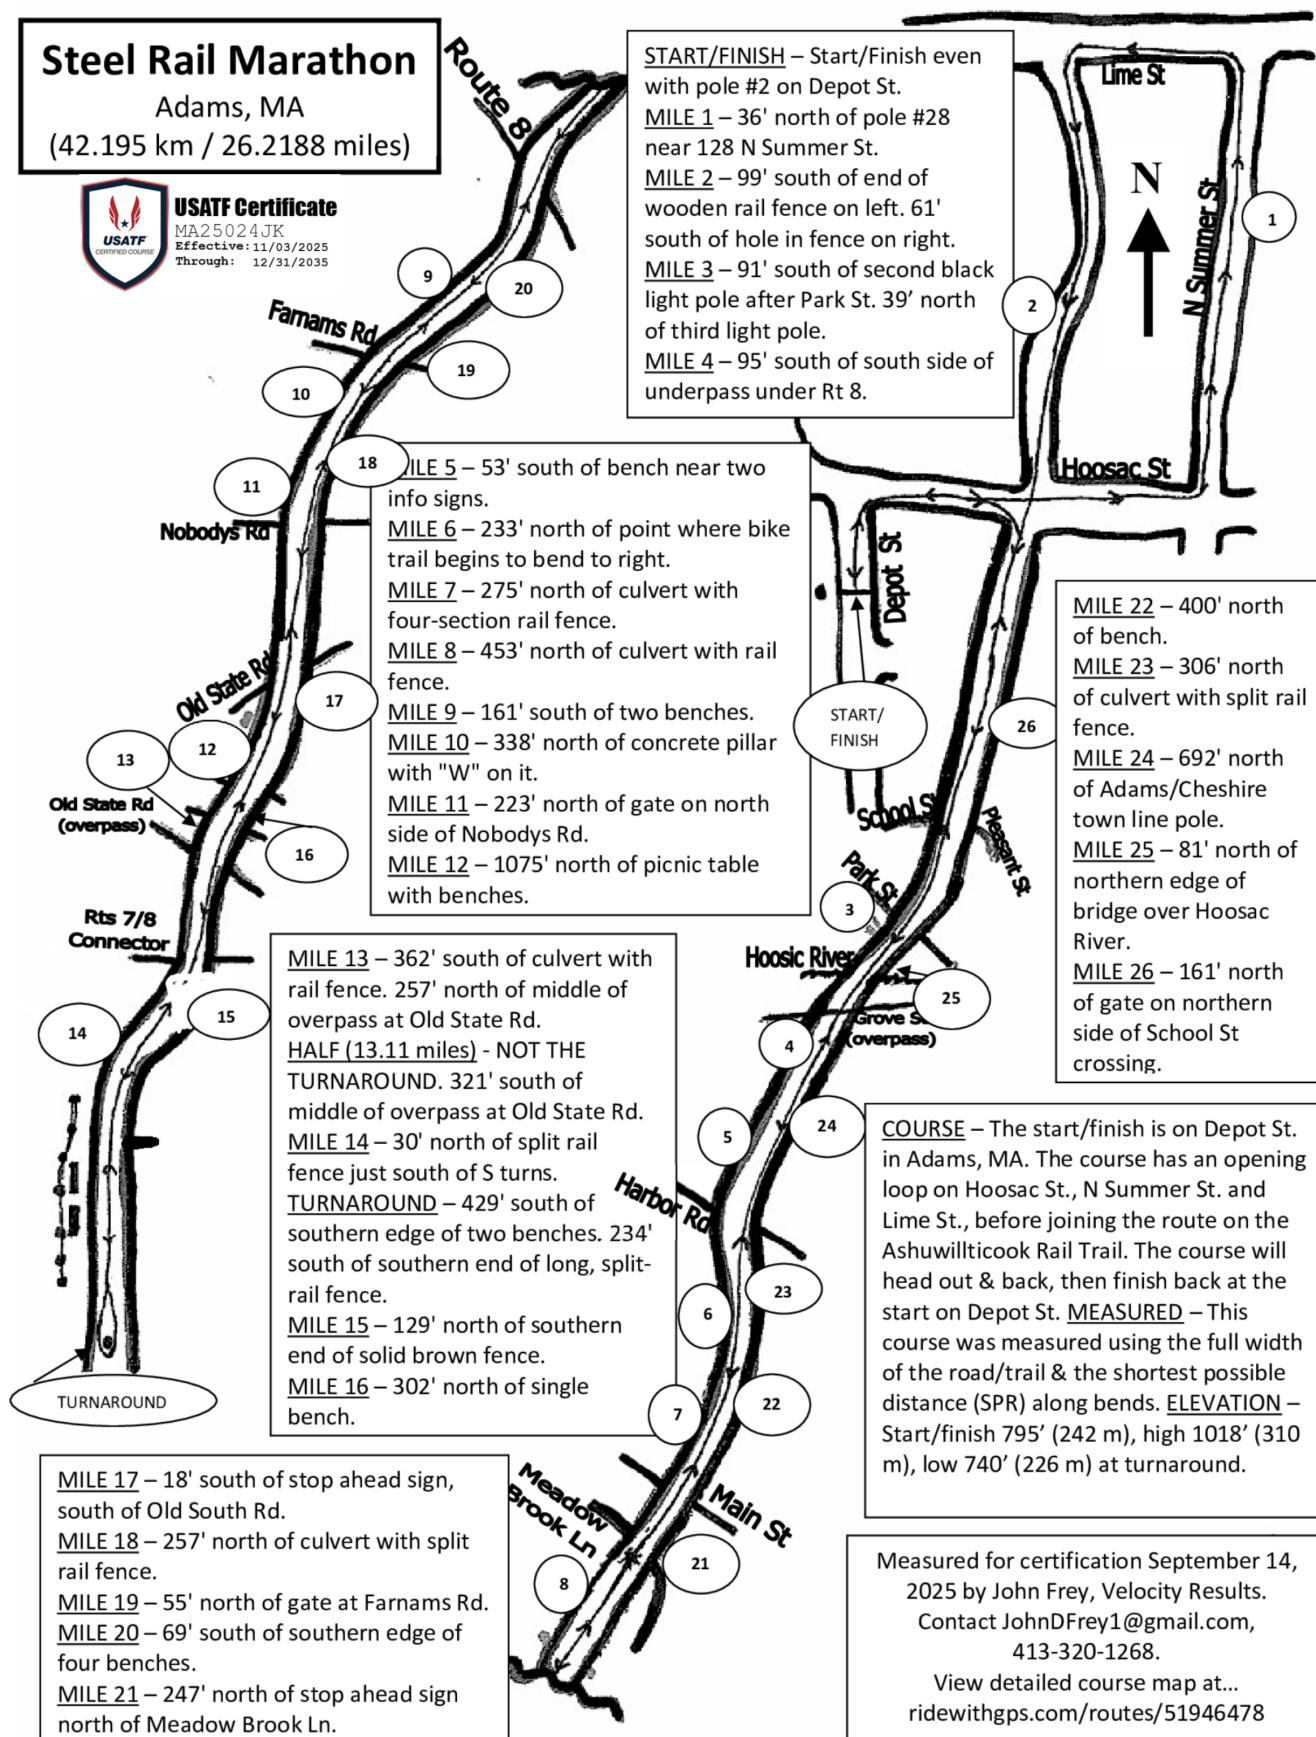 Steel Rail Marathon
Adams, MA
(42.195 km / 26.2188 miles)
USATF
CERTIFIED COURSE
USATF Certificate
MA25024JK
Effective: 11/03/2025
Through: 12/31/2035
Route 8
START/FINISH – Start/Finish even
with pole #2 on Depot St.
MILE 1 – 36' north of pole #28
near 128 N Summer St.
MILE 2 – 99' south of end of
wooden rail fence on left. 61'
south of hole in fence on right.
MILE 3 – 91' south of second black
light pole after Park St. 39’ north
of third light pole.
MILE 4 – 95' south of south side of
underpass under Rt 8.
Lime St
N
N Summer St
1
2
Hoosac St
Depot St
START/
FINISH
26
School St
Pleasant St
Park St
3
Hoosic River
25
Grove S
(overpass)
4
5
24
Harbor Rd
23
6
7
22
Meadow
Brook Ln
Main St
21
8
9
20
Farnams Rd
19
10
18
11
Nobodys Rd
Old State Rd
17
12
13
Old State Rd
(overpass)
16
Rts 7/8
Connector
15
14
TURNAROUND
ILE 5 – 53' south of bench near two
info signs.
MILE 6 – 233' north of point where bike
trail begins to bend to right.
MILE 7 – 275' north of culvert with
four-section rail fence.
MILE 8 – 453' north of culvert with rail
fence.
MILE 9 – 161' south of two benches.
MILE 10 – 338' north of concrete pillar
with "W" on it.
MILE 11 – 223' north of gate on north
side of Nobodys Rd.
MILE 12 – 1075' north of picnic table
with benches.
MILE 13 – 362' south of culvert with
rail fence. 257' north of middle of
overpass at Old State Rd.
HALF (13.11 miles) - NOT THE
TURNAROUND. 321' south of
middle of overpass at Old State Rd.
MILE 14 – 30' north of split rail
fence just south of S turns.
TURNAROUND – 429' south of
southern edge of two benches. 234'
south of southern end of long, split-
rail fence.
MILE 15 – 129' north of southern
end of solid brown fence.
MILE 16 – 302' north of single
bench.
MILE 17 – 18' south of stop ahead sign,
south of Old South Rd.
MILE 18 – 257' north of culvert with split
rail fence.
MILE 19 – 55' north of gate at Farnams Rd.
MILE 20 – 69' south of southern edge of
four benches.
MILE 21 – 247' north of stop ahead sign
north of Meadow Brook Ln.
MILE 22 – 400' north
of bench.
MILE 23 – 306' north
of culvert with split rail
fence.
MILE 24 – 692' north
of Adams/Cheshire
town line pole.
MILE 25 – 81' north of
northern edge of
bridge over Hoosac
River.
MILE 26 – 161' north
of gate on northern
side of School St
crossing.
COURSE – The start/finish is on Depot St.
in Adams, MA. The course has an opening
loop on Hoosac St., N Summer St. and
Lime St., before joining the route on the
Ashuwillticook Rail Trail. The course will
head out & back, then finish back at the
start on Depot St. MEASURED – This
course was measured using the full width
of the road/trail & the shortest possible
distance (SPR) along bends. ELEVATION –
Start/finish 795’ (242 m), high 1018’ (310
m), low 740’ (226 m) at turnaround.
Measured for certification September 14,
2025 by John Frey, Velocity Results.
Contact JohnDFrey1@gmail.com,
413-320-1268.
View detailed course map at...
ridewithgps.com/routes/51946478